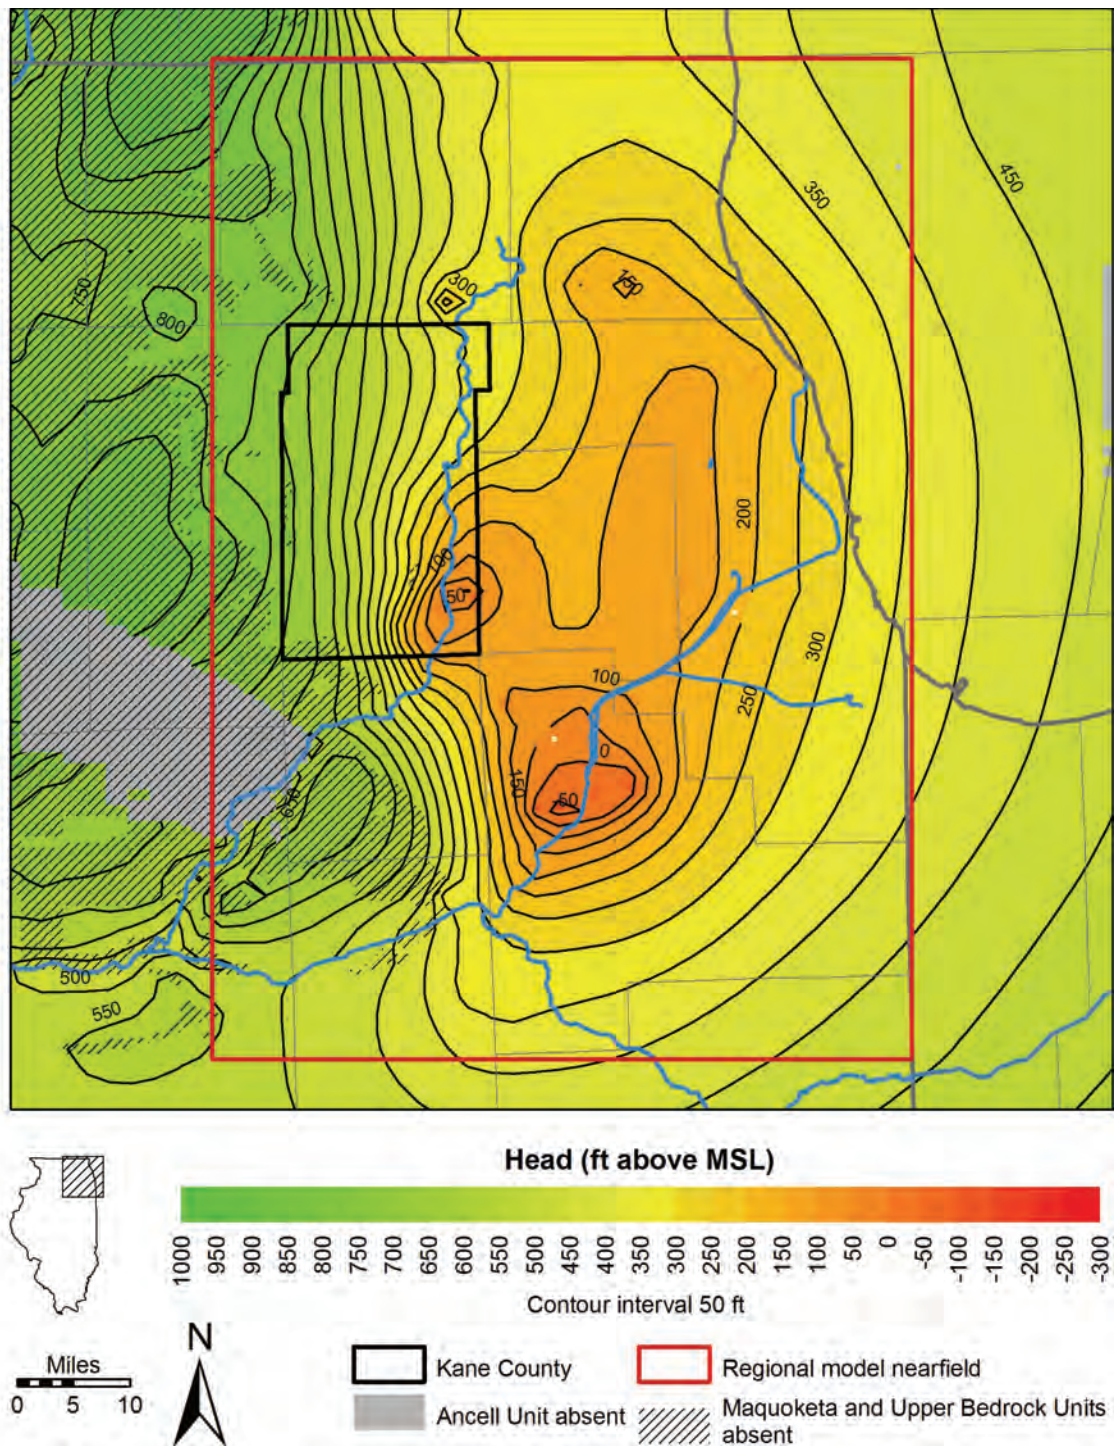 450
350
150
300
750
800
200
100
50
300
100
250
0
150
-50
650
500
550
Head (ft above MSL)
1000 950 900 850 800 750 700 650 600 550 500 450 400 350 300 250 200 150 100 50 0 -50 -100 -150 -200 -250 -300
Contour interval 50 ft
N
Miles
0 5 10
Kane County
Regional model nearfield
Ancell Unit absent
Maquoketa and Upper Bedrock Units
absent